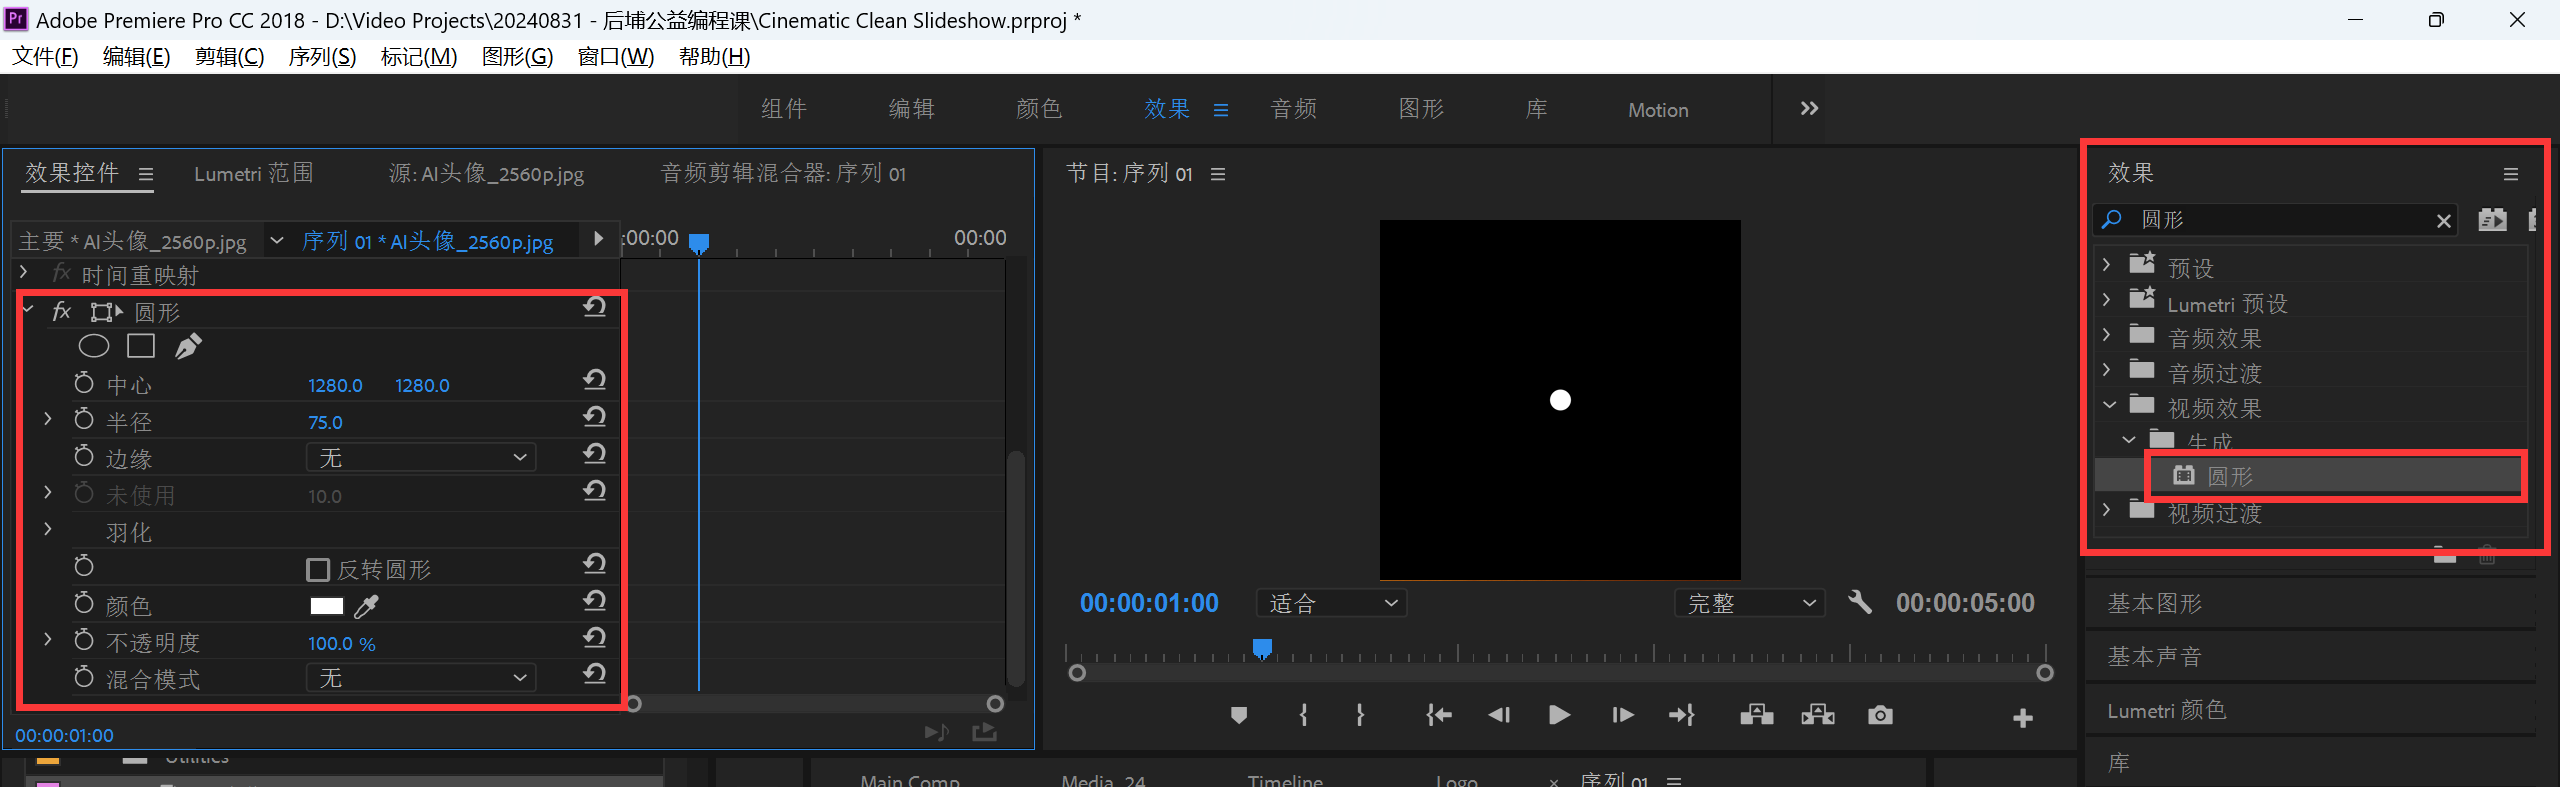 Adobe Premiere Pro CC 2018 - D:\Video Projects\20240831 - 后埔公益编程课\Cinematic Clean Slideshow.prproj *
文件(F) 编辑(E) 剪辑(C) 序列(S) 标记(M) 图形(G) 窗口(W) 帮助(H)
组件 编辑 颜色 效果 音频 图形 库 Motion
效果控件 Lumetri 范围 源: AI头像_2560p.jpg 音频剪辑混合器: 序列 01
主要 * AI头像_2560p.jpg 序列 01 * AI头像_2560p.jpg
:00:00 00:00
fx 时间重映射
fx 圆形
中心 1280.0 1280.0
半径 75.0
边缘 无
未使用 10.0
羽化
反转圆形
颜色
不透明度 100.0 %
混合模式 无
00:00:01:00
节目: 序列 01
00:00:01:00 适合 完整 00:00:05:00
效果
圆形
预设
Lumetri 预设
音频效果
音频过渡
视频效果
生成
圆形
视频过渡
基本图形
基本声音
Lumetri 颜色
库
Utilities
Main Comp Media_24 Timeline Logo × 序列 01